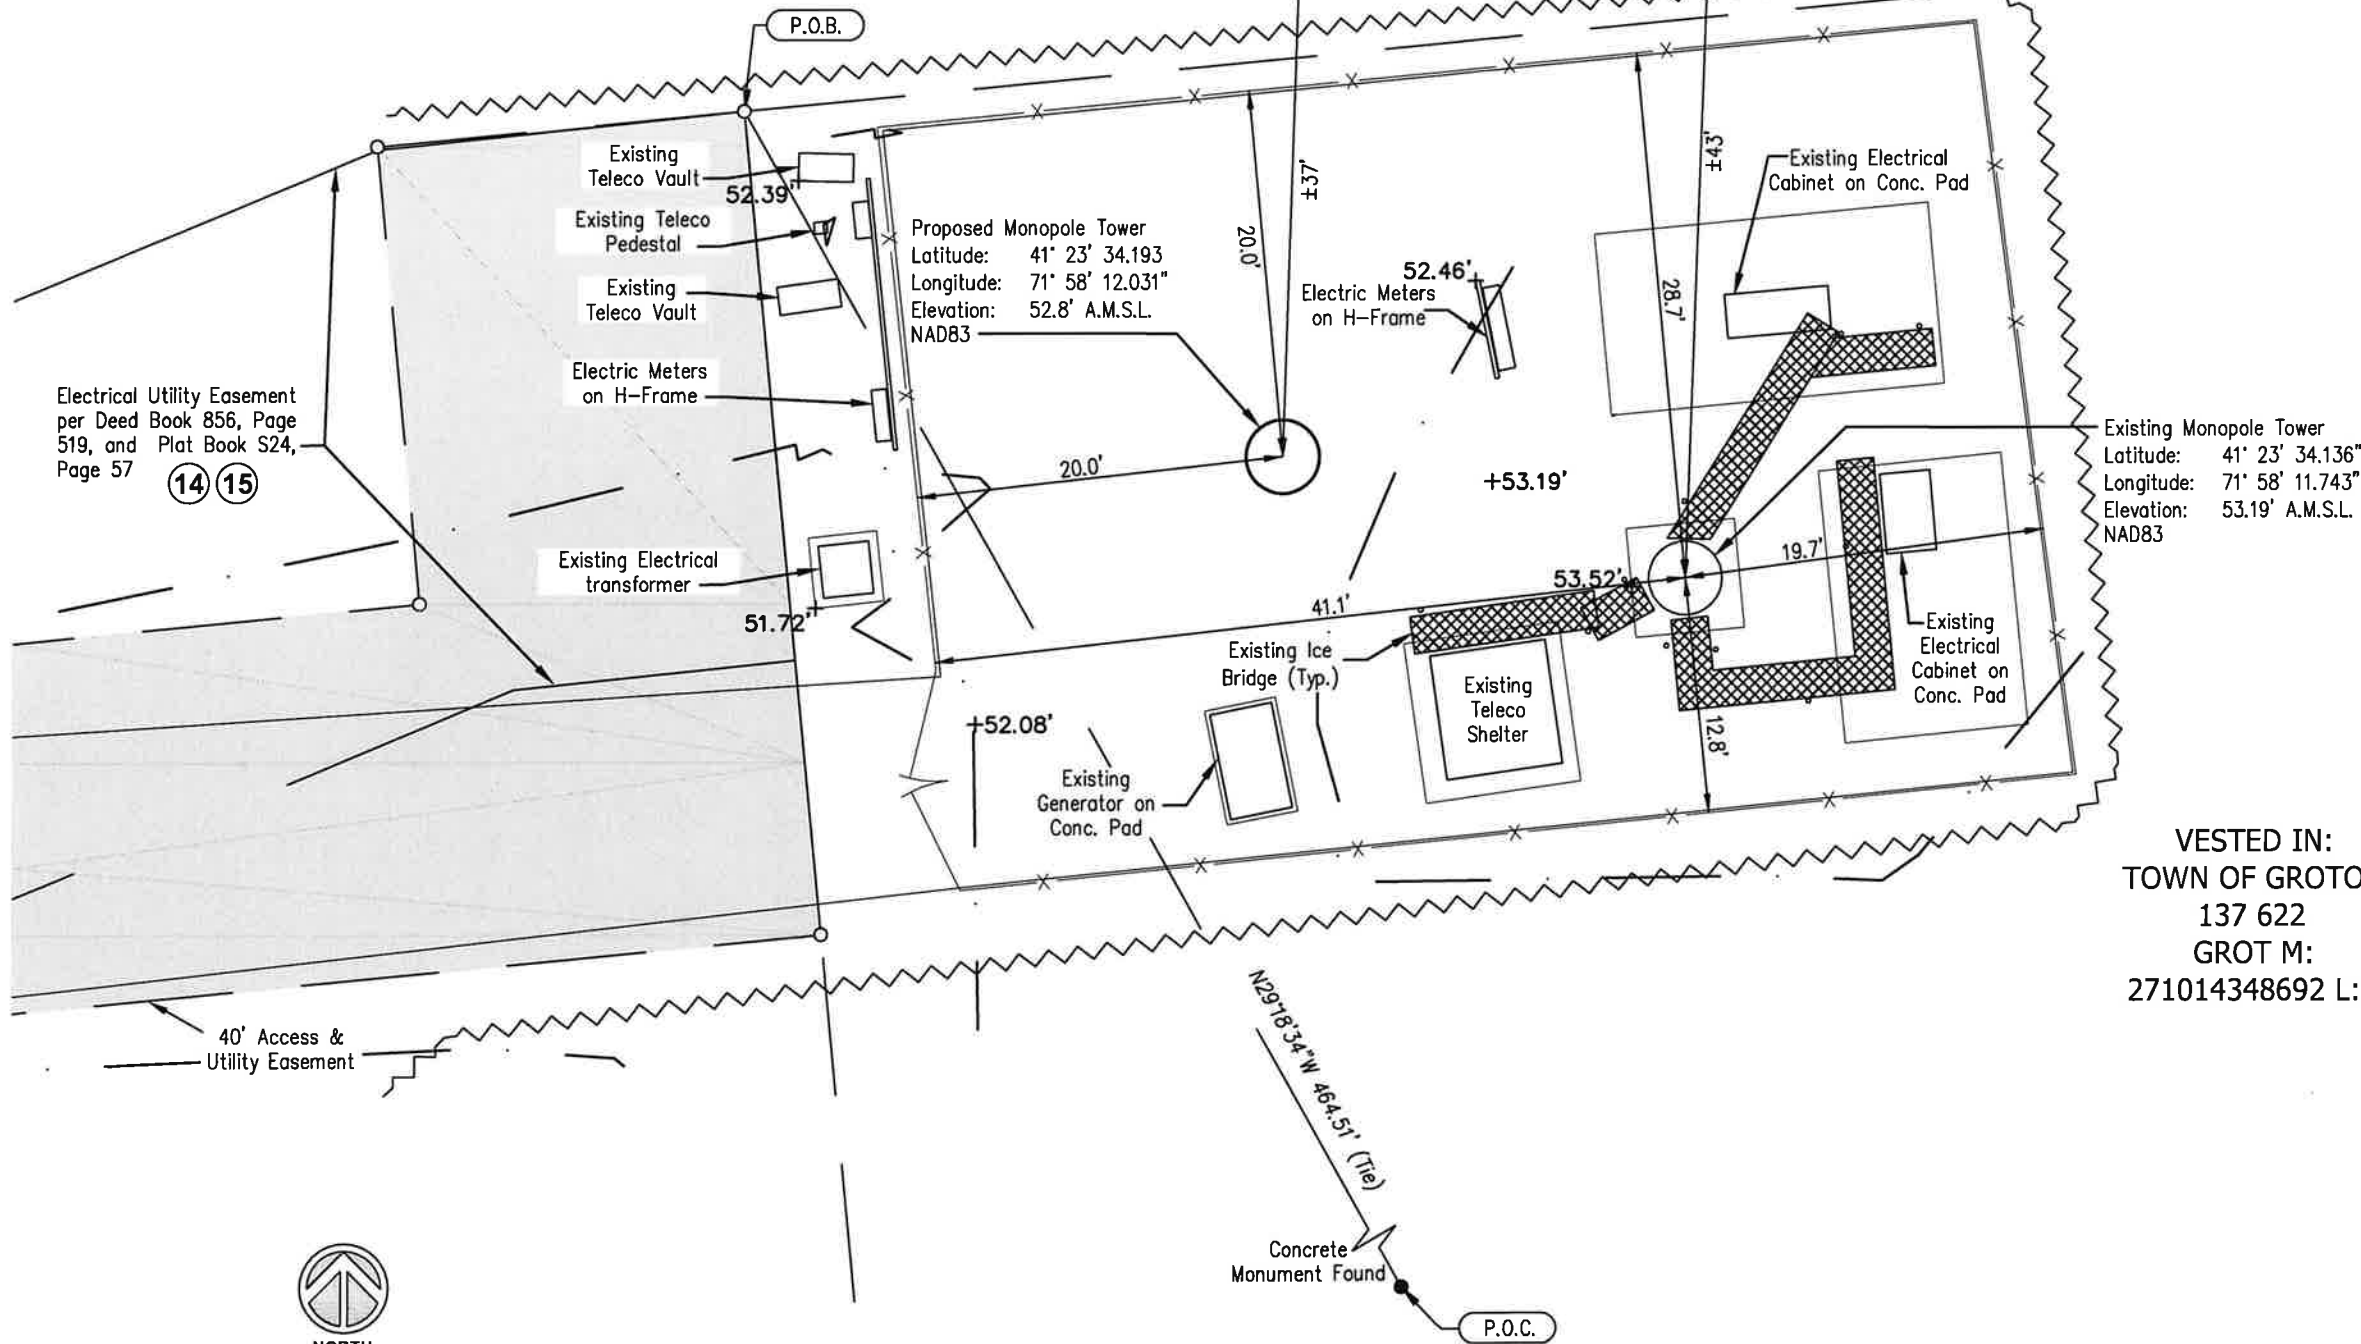 P.O.B.
Existing
Teleco Vault
52.39'
Existing Teleco
Pedestal
Existing
Teleco Vault
Electric Meters
on H-Frame
Electrical Utility Easement
per Deed Book 856, Page
519, and Plat Book S24,
Page 57
14 15
Existing Electrical
transformer
51.72'
Proposed Monopole Tower
Latitude: 41° 23' 34.193
Longitude: 71° 58' 12.031"
Elevation: 52.8' A.M.S.L.
NAD83
20.0'
±37'
20.0'
52.46'
Electric Meters
on H-Frame
28.7'
±43'
Existing Electrical
Cabinet on Conc. Pad
+53.19'
Existing Monopole Tower
Latitude: 41° 23' 34.136"
Longitude: 71° 58' 11.743"
Elevation: 53.19' A.M.S.L.
NAD83
53.52'
19.7'
41.1'
Existing Ice
Bridge (Typ.)
Existing
Teleco
Shelter
Existing
Electrical
Cabinet on
Conc. Pad
12.8'
+52.08'
Existing
Generator on
Conc. Pad
VESTED IN:
TOWN OF GROTO
137 622
GROT M:
271014348692 L:
40' Access &
Utility Easement
N29°18'34"W 464.51' (Tie)
Concrete
Monument Found
P.O.C.
NORTH